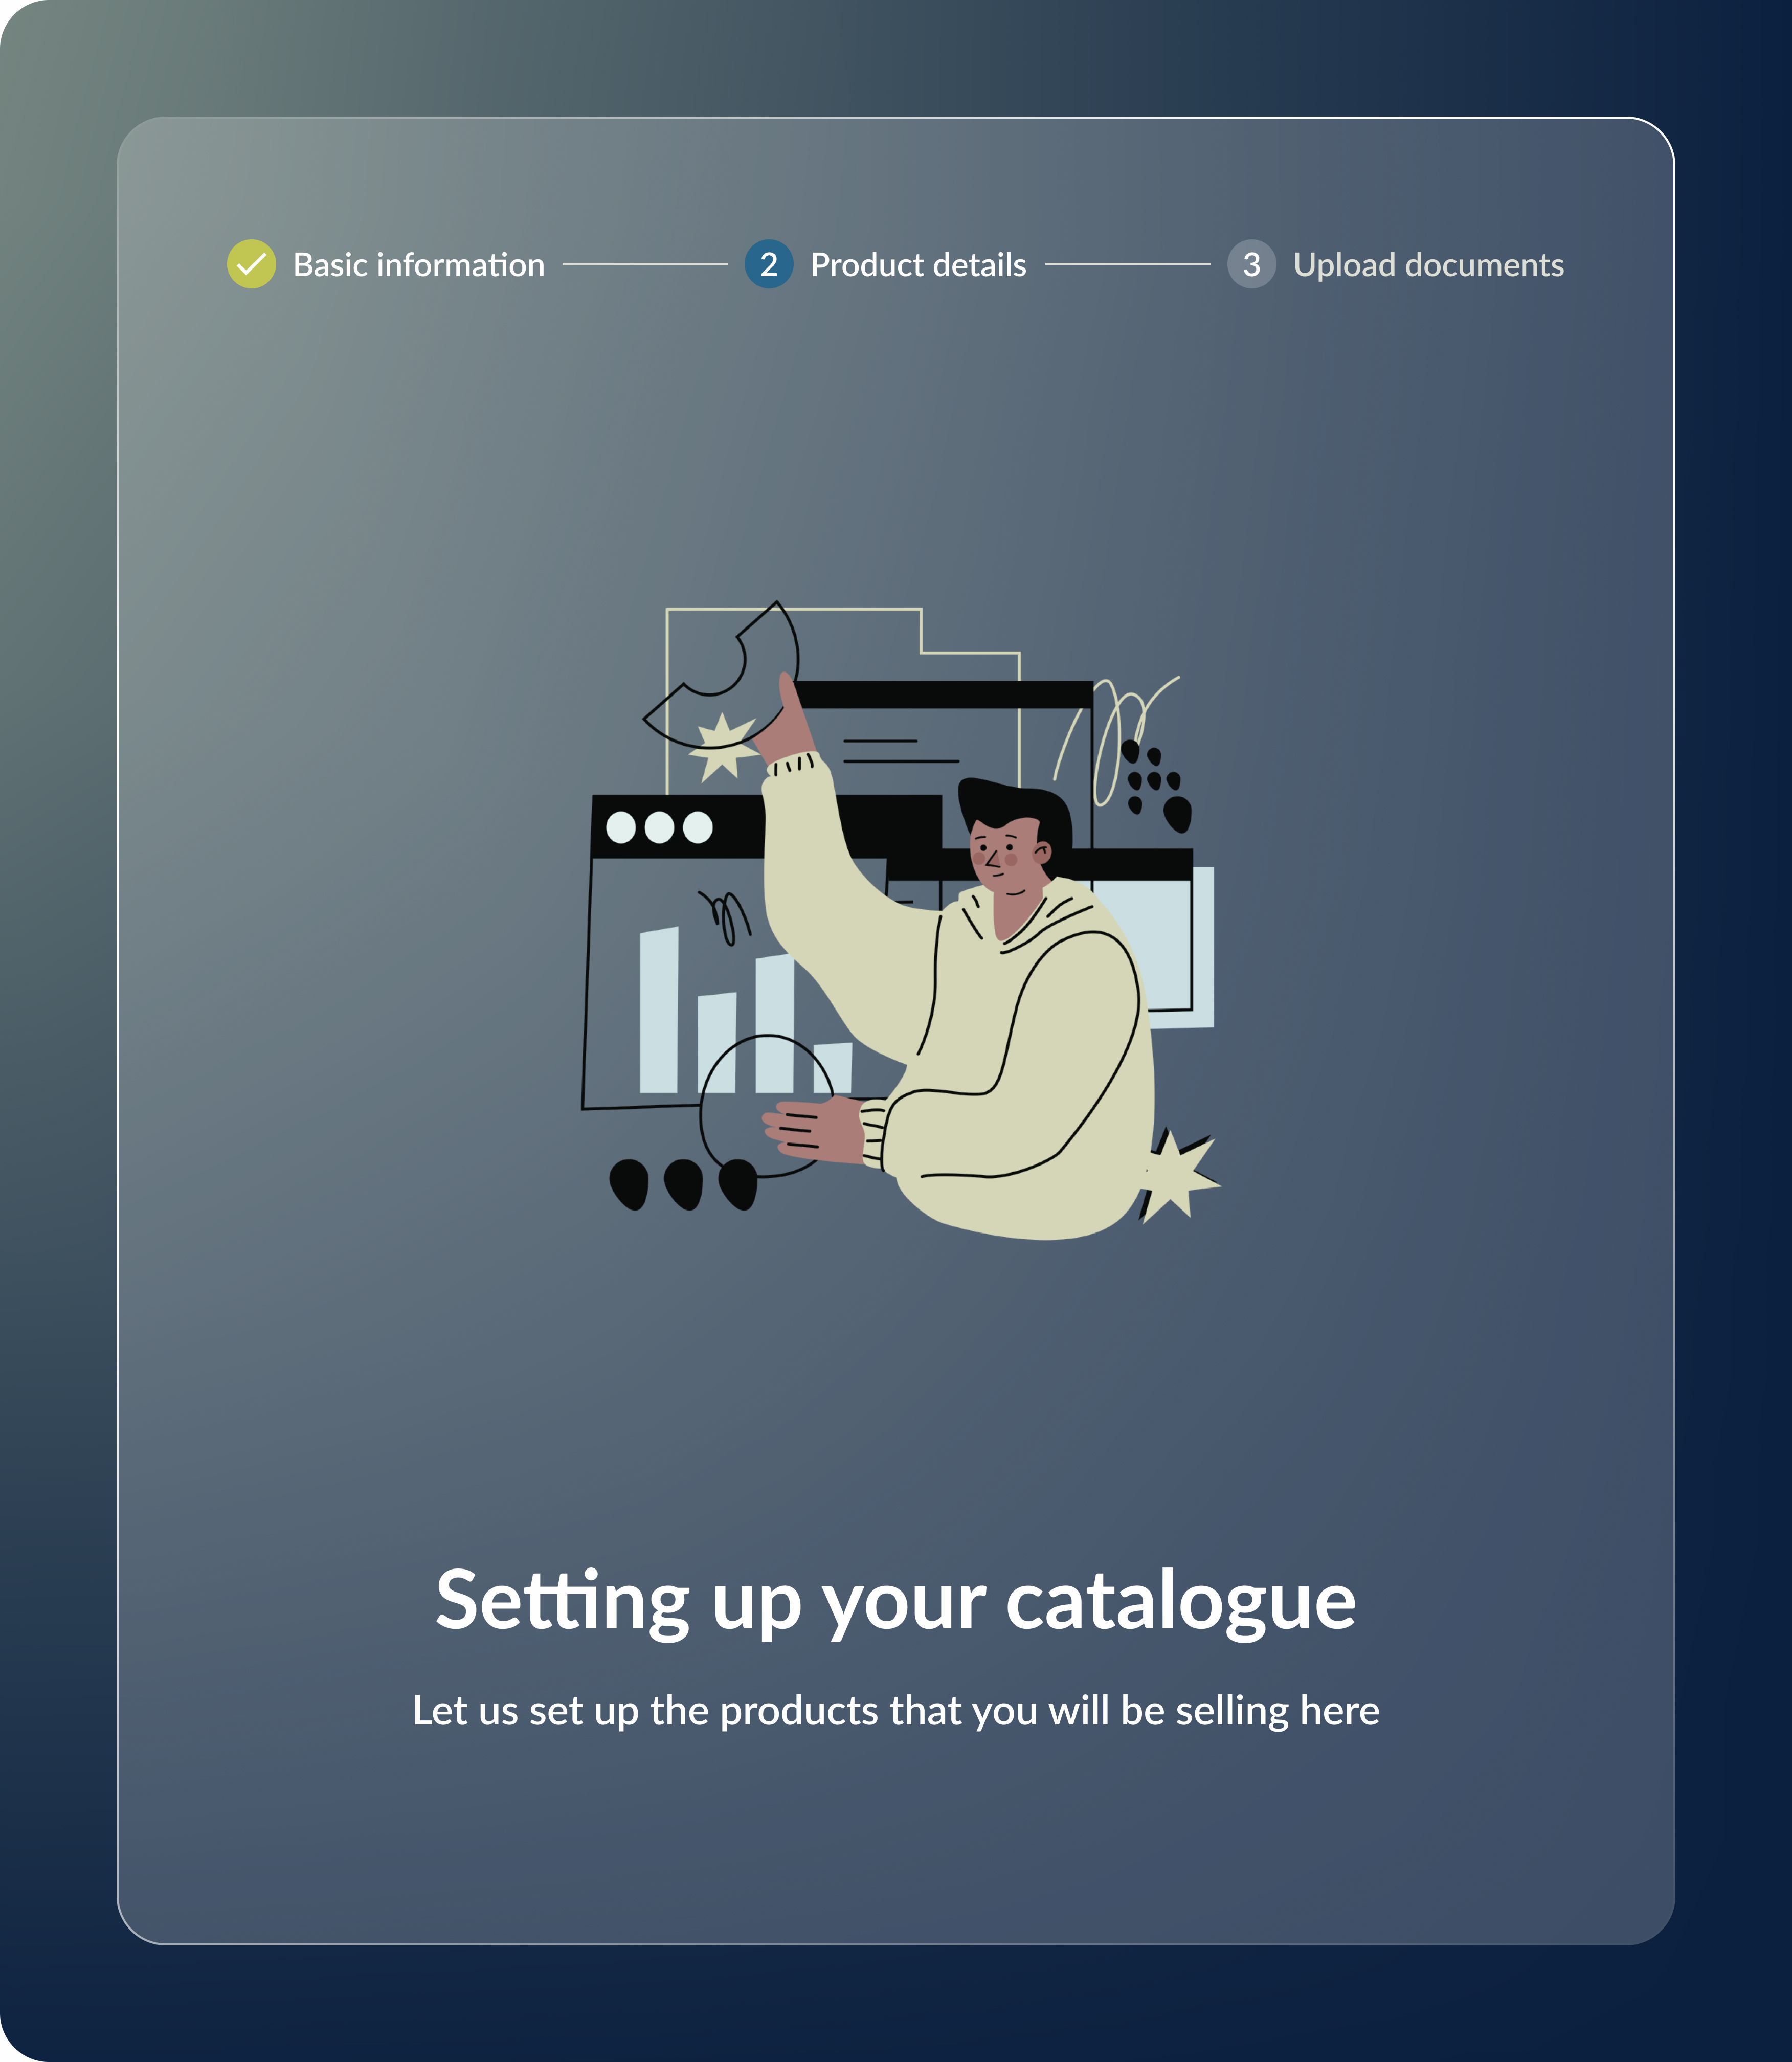 Basic information 2 Product details 3 Upload documents
Setting up your catalogue
Let us set up the products that you will be selling here